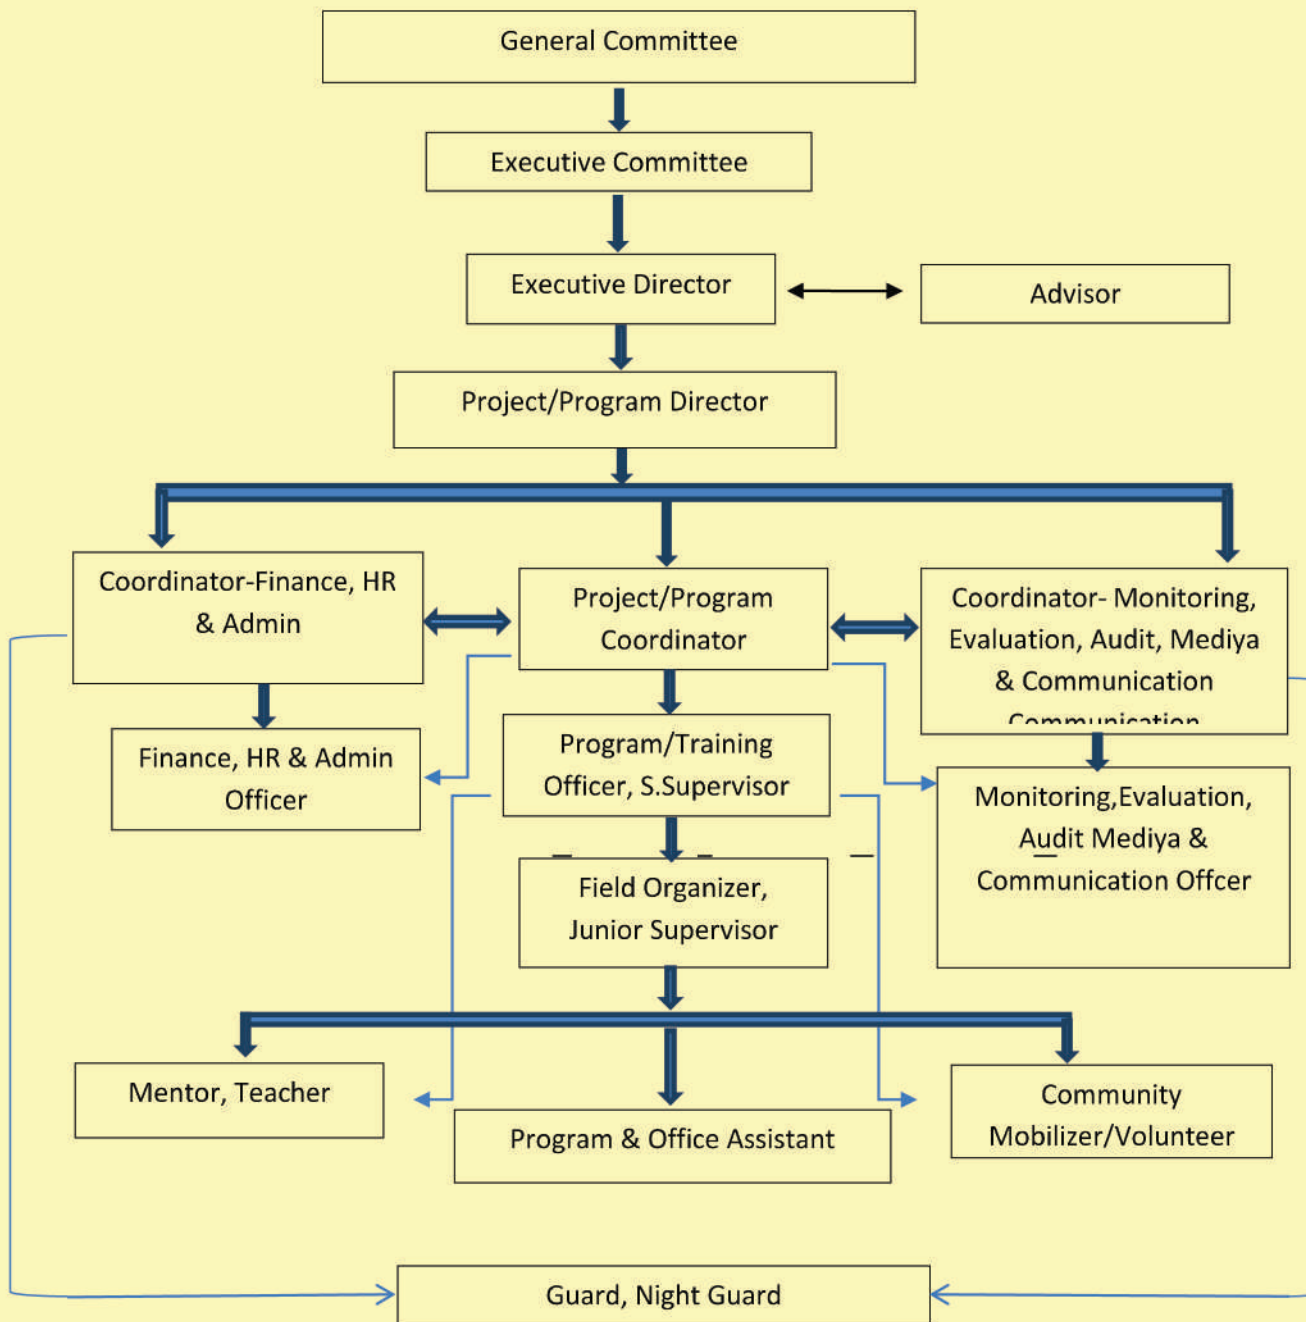 General Committee
Executive Committee
Executive Director
Advisor
Project/Program Director
Coordinator-Finance, HR
& Admin
Project/Program
Coordinator
Coordinator- Monitoring,
Evaluation, Audit, Mediya
& Communication
Communication
Finance, HR & Admin
Officer
Program/Training
Officer, S.Supervisor
Monitoring,Evaluation,
Audit Mediya &
Communication Offcer
Field Organizer,
Junior Supervisor
Mentor, Teacher
Program & Office Assistant
Community
Mobilizer/Volunteer
Guard, Night Guard